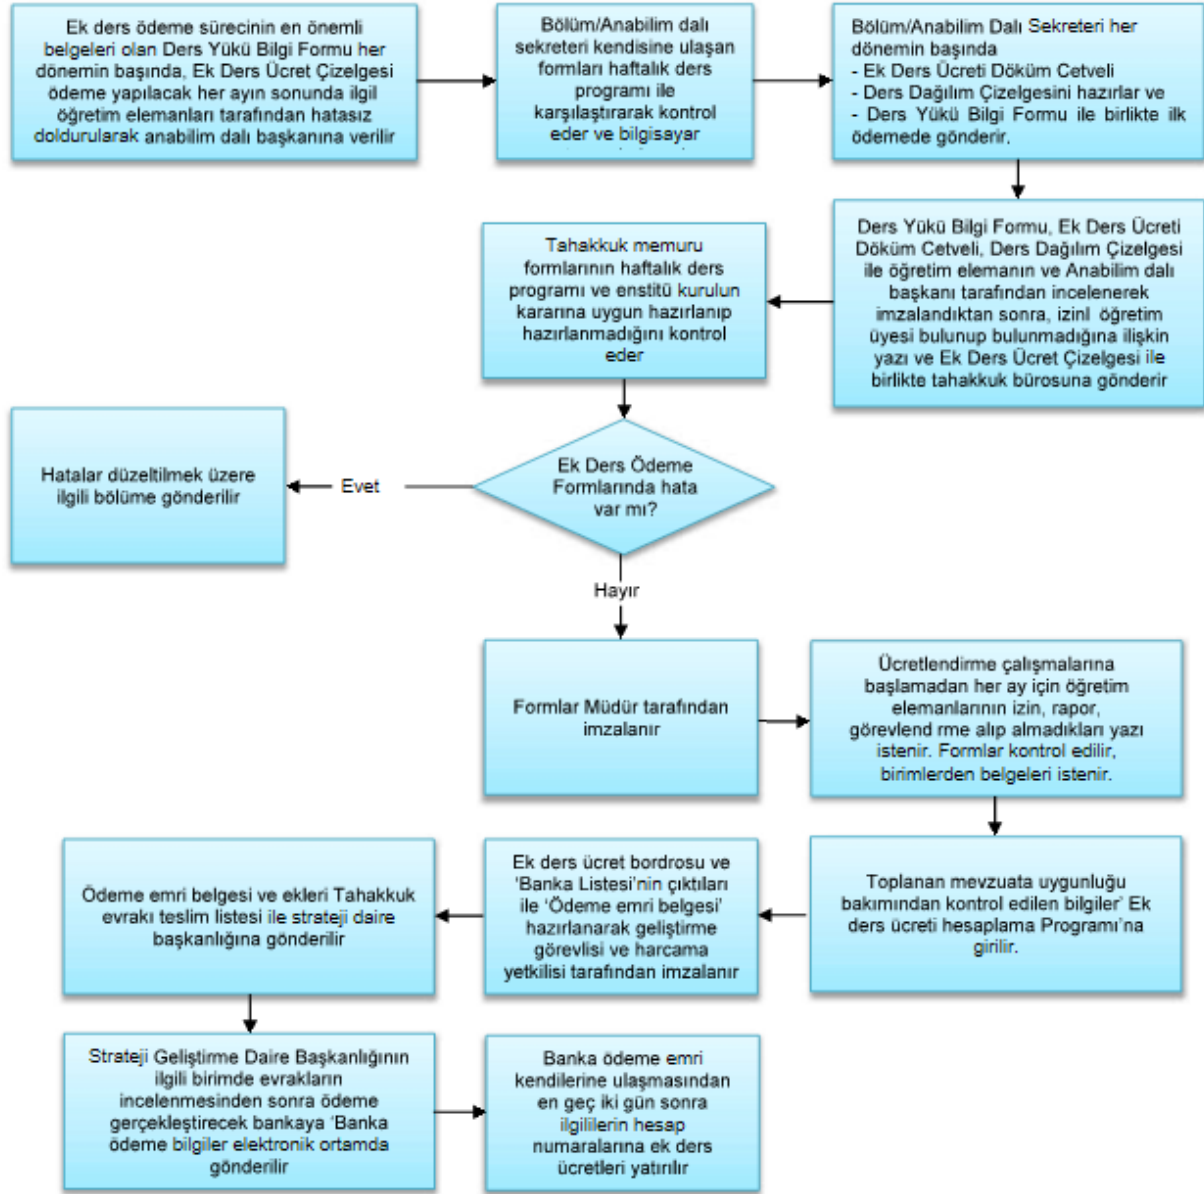 Ek ders ödeme sürecinin en önemli
belgeleri olan Ders Yükü Bilgi Formu her
dönemin başında, Ek Ders Ücret Çizelgesi
ödeme yapılacak her ayın sonunda ilgil
öğretim elemanları tarafından hatasız
doldurularak anabilim dalı başkanına verilir
Bölüm/Anabilim dalı
sekreteri kendisine ulaşan
formları haftalık ders
programı ile
karşılaştırarak kontrol
eder ve bilgisayar
Bölüm/Anabilim Dalı Sekreteri her
dönemin başında
- Ek Ders Ücreti Döküm Cetveli
- Ders Dağılım Çizelgesini hazırlar ve
- Ders Yükü Bilgi Formu ile birlikte ilk
ödemede gönderir.
Ders Yükü Bilgi Formu, Ek Ders Ücreti
Döküm Cetveli, Ders Dağılım Çizelgesi
ile öğretim elemanın ve Anabilim dalı
başkanı tarafından incelenerek
imzalandıktan sonra, izinl öğretim
üyesi bulunup bulunmadığına ilişkin
yazı ve Ek Ders Ücret Çizelgesi ile
birlikte tahakkuk bürosuna gönderir
Tahakkuk memuru
formlarının haftalık ders
programı ve enstitü kurulun
kararına uygun hazırlanıp
hazırlanmadığını kontrol
eder
Ek Ders Ödeme
Formlarında hata
var mı?
Evet
Hatalar düzeltilmek üzere
ilgili bölüme gönderilir
Hayır
Formlar Müdür tarafından
imzalanır
Ücretlendirme çalışmalarına
başlamadan her ay için öğretim
elemanlarının izin, rapor,
görevlend rme alıp almadıkları yazı
istenir. Formlar kontrol edilir,
birimlerden belgeleri istenir.
Toplanan mevzuata uygunluğu
bakımından kontrol edilen bilgiler' Ek
ders ücreti hesaplama Programı'na
girilir.
Ek ders ücret bordrosu ve
'Banka Listesi'nin çıktıları
ile 'Ödeme emri belgesi'
hazırlanarak geliştirme
görevlisi ve harcama
yetkilisi tarafından imzalanır
Ödeme emri belgesi ve ekleri Tahakkuk
evrakı teslim listesi ile strateji daire
başkanlığına gönderilir
Strateji Geliştirme Daire Başkanlığının
ilgili birimde evrakların
incelenmesinden sonra ödeme
gerçekleştirecek bankaya 'Banka
ödeme bilgiler elektronik ortamda
gönderilir
Banka ödeme emri
kendilerine ulaşmasından
en geç iki gün sonra
ilgililerin hesap
numaralarına ek ders
ücretleri yatırılır